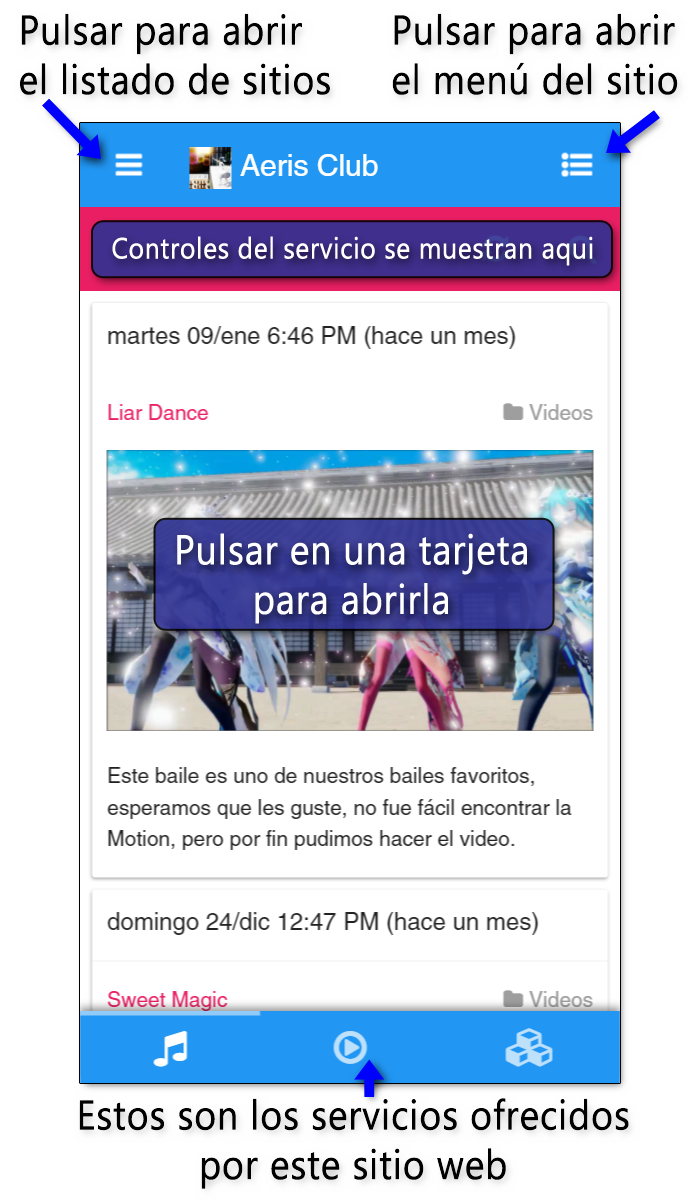 Pulsar para abrir
el listado de sitios
Pulsar para abrir
el menú del sitio
Aeris Club
Controles del servicio se muestran aqui
martes 09/ene 6:46 PM (hace un mes)
Liar Dance
Videos
Pulsar en una tarjeta
para abrirla
Este baile es uno de nuestros bailes favoritos,
esperamos que les guste, no fue fácil encontrar la
Motion, pero por fin pudimos hacer el video.
domingo 24/dic 12:47 PM (hace un mes)
Sweet Magic
Videos
Estos son los servicios ofrecidos
por este sitio web